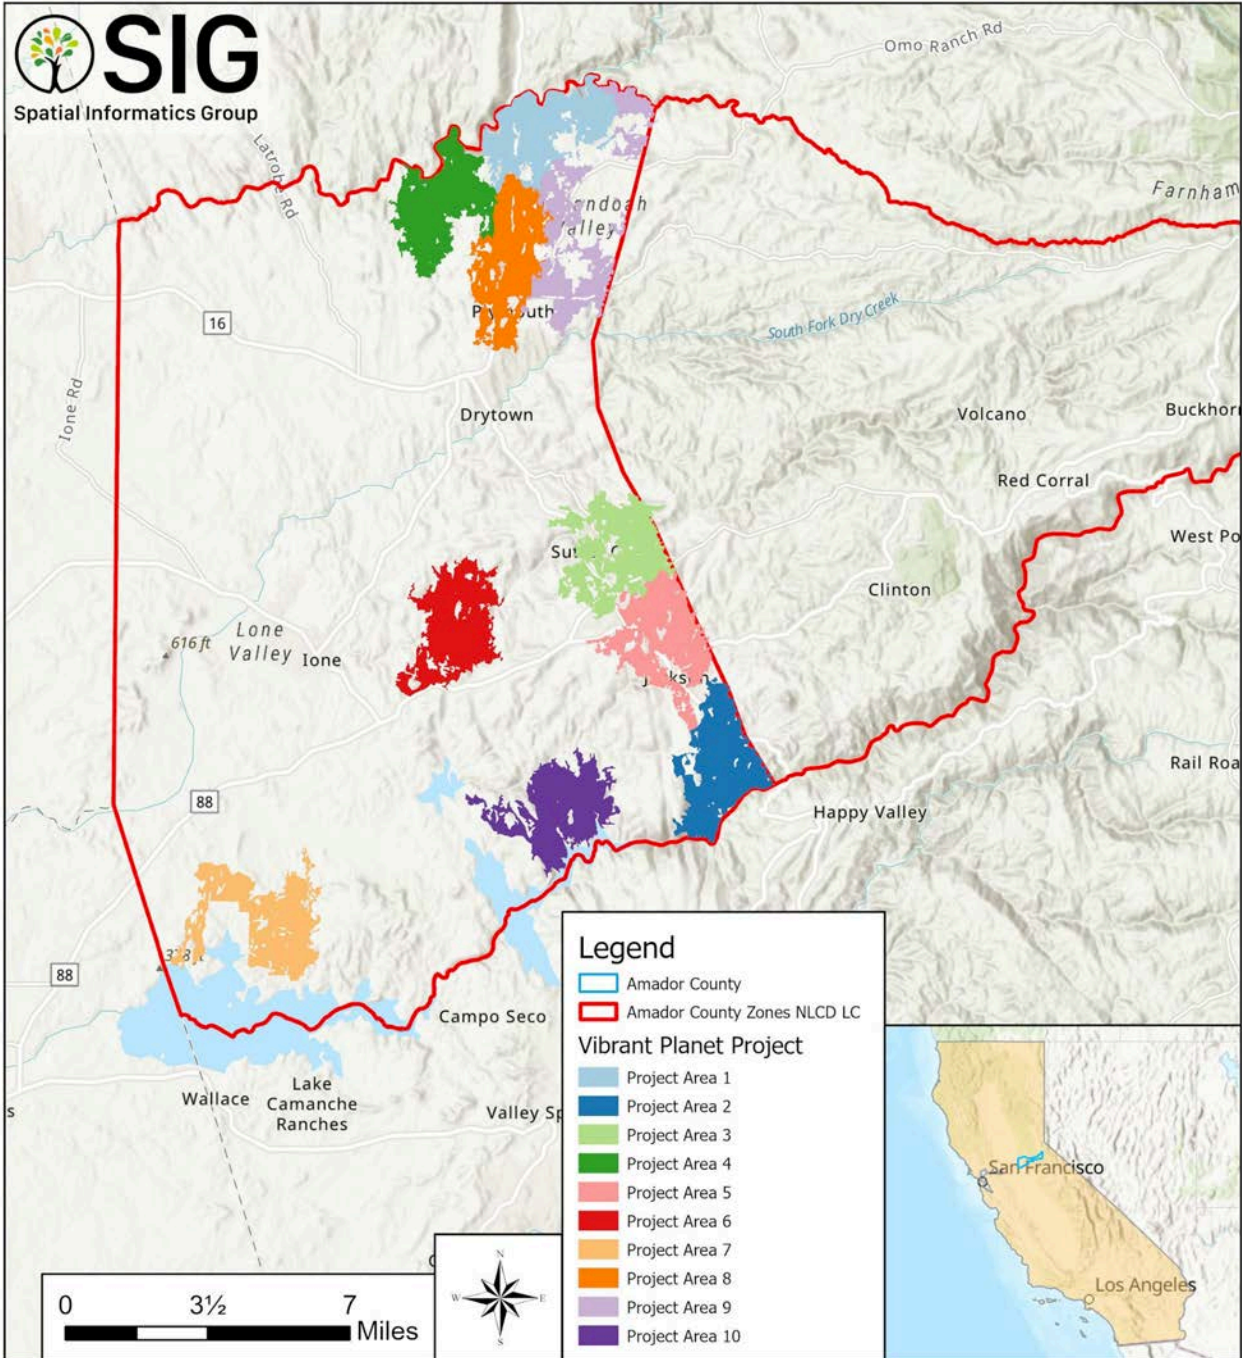 SIG
Spatial Informatics Group
Omo Ranch Rd
Latrobe Rd
Farnham
16
Ione Rd
South Fork Dry Creek
Drytown
Volcano
Buckhorn
Red Corral
West Po
Clinton
616 ft
Lone
Valley
Ione
Rail Roa
88
Happy Valley
88
Campo Seco
Wallace
Lake
Camanche
Ranches
Valley Sp
s
Legend
Amador County
Amador County Zones NLCD LC
Vibrant Planet Project
Project Area 1
Project Area 2
Project Area 3
Project Area 4
Project Area 5
Project Area 6
Project Area 7
Project Area 8
Project Area 9
Project Area 10
San Francisco
Los Angeles
N
W
E
S
0 3½ 7
Miles